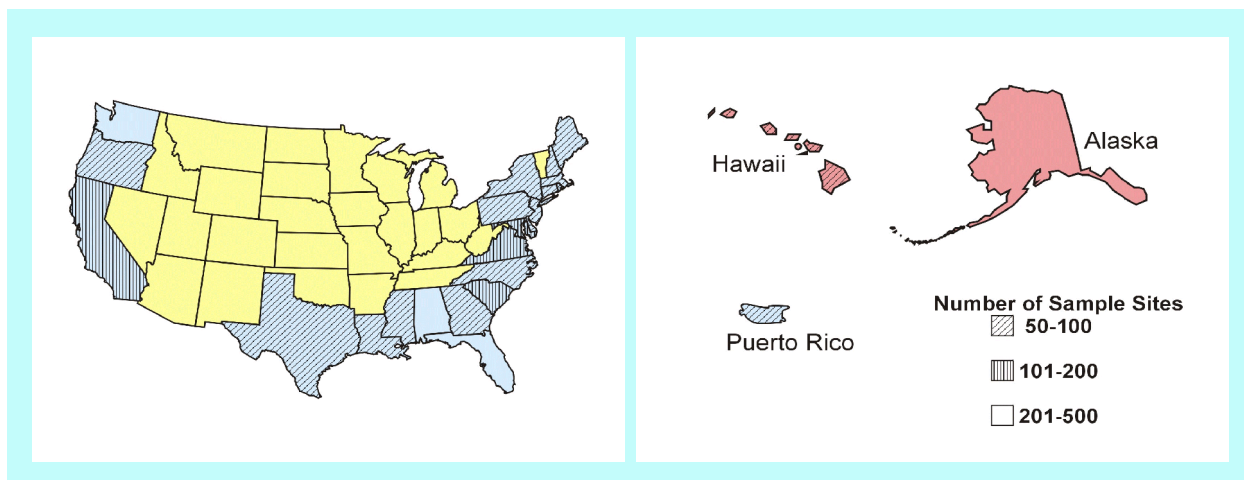 Hawaii
Alaska
Puerto Rico
Number of Sample Sites
50-100
101-200
201-500